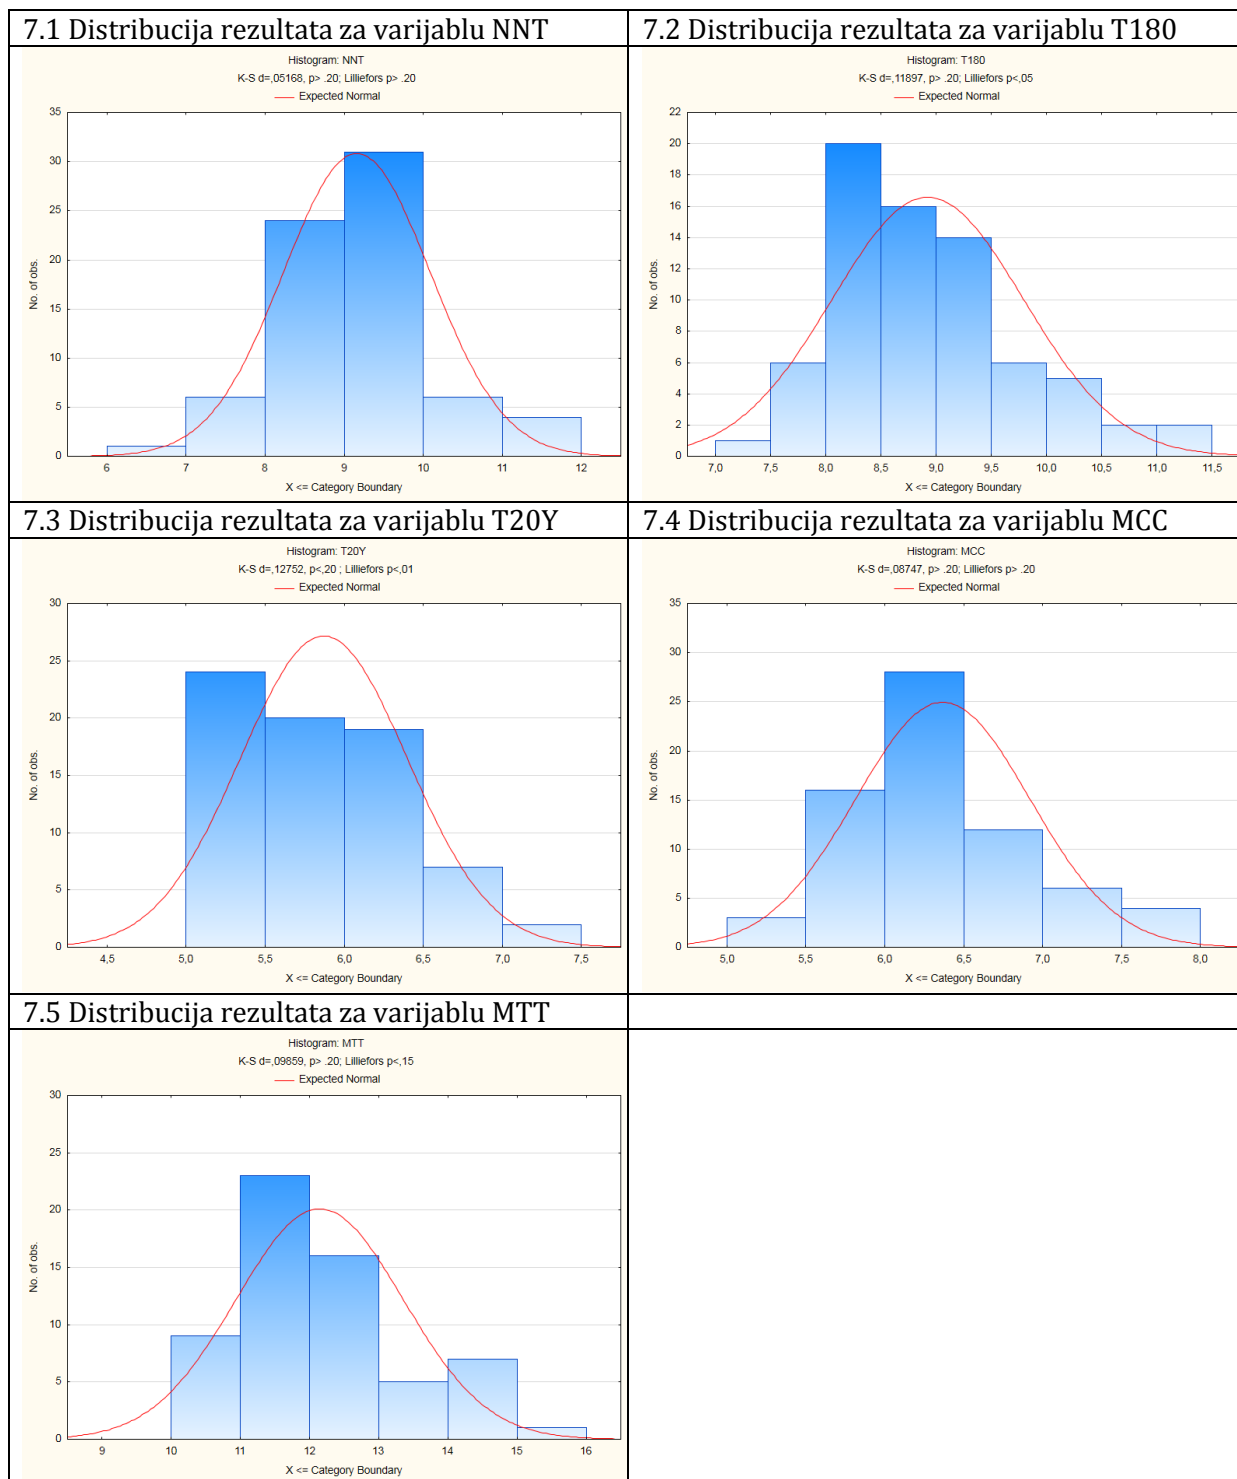 7.1 Distribucija rezultata za varijablu NNT
Histogram: NNT
K-S d=,05168, p> .20; Lilliefors p> .20
Expected Normal
35
30
25
20
15
10
5
0
No. of obs.
6 7 8 9 10 11 12
X <= Category Boundary
7.2 Distribucija rezultata za varijablu T180
Histogram: T180
K-S d=,11897, p> .20; Lilliefors p<,05
Expected Normal
22
20
18
16
14
12
10
8
6
4
2
0
No. of obs.
7,0 7,5 8,0 8,5 9,0 9,5 10,0 10,5 11,0 11,5
X <= Category Boundary
7.3 Distribucija rezultata za varijablu T20Y
Histogram: T20Y
K-S d=,12752, p<,20 ; Lilliefors p<,01
Expected Normal
30
25
20
15
10
5
0
No. of obs.
4,5 5,0 5,5 6,0 6,5 7,0 7,5
X <= Category Boundary
7.4 Distribucija rezultata za varijablu MCC
Histogram: MCC
K-S d=,08747, p> .20; Lilliefors p> .20
Expected Normal
35
30
25
20
15
10
5
0
No. of obs.
5,0 5,5 6,0 6,5 7,0 7,5 8,0
X <= Category Boundary
7.5 Distribucija rezultata za varijablu MTT
Histogram: MTT
K-S d=,09859, p> .20; Lilliefors p<,15
Expected Normal
30
25
20
15
10
5
0
No. of obs.
9 10 11 12 13 14 15 16
X <= Category Boundary